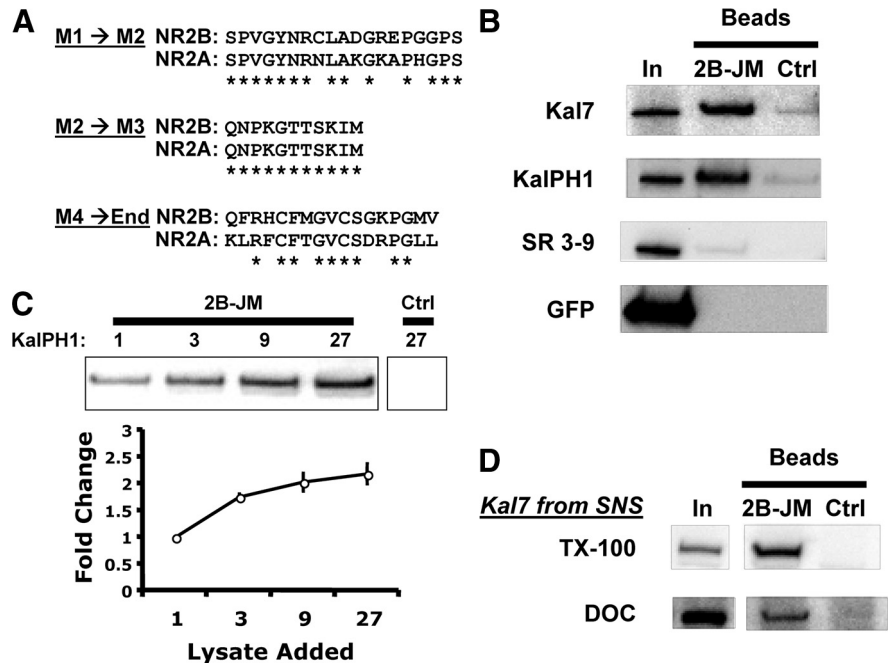 A
M1 → M2 NR2B: SPVGYNRCLADGREPGGPS
NR2A: SPVGYNRNLAKGKAPHGPS
******* ** * * ***
M2 → M3 NR2B: QNPKGTTSKIM
NR2A: QNPKGTTSKIM
***********
M4 →End NR2B: QFRHCFMGVCSGKPGMV
NR2A: KLRFCFTGVCSDRPGLL
* ** **** **
B
Beads
In 2B-JM Ctrl
Kal7
KalPH1
SR 3-9
GFP
C
2B-JM Ctrl
KalPH1: 1 3 9 27 27
Fold Change
3
2.5
2
1.5
1
0.5
0
1 3 9 27
Lysate Added
D
Beads
Kal7 from SNS In 2B-JM Ctrl
TX-100
DOC